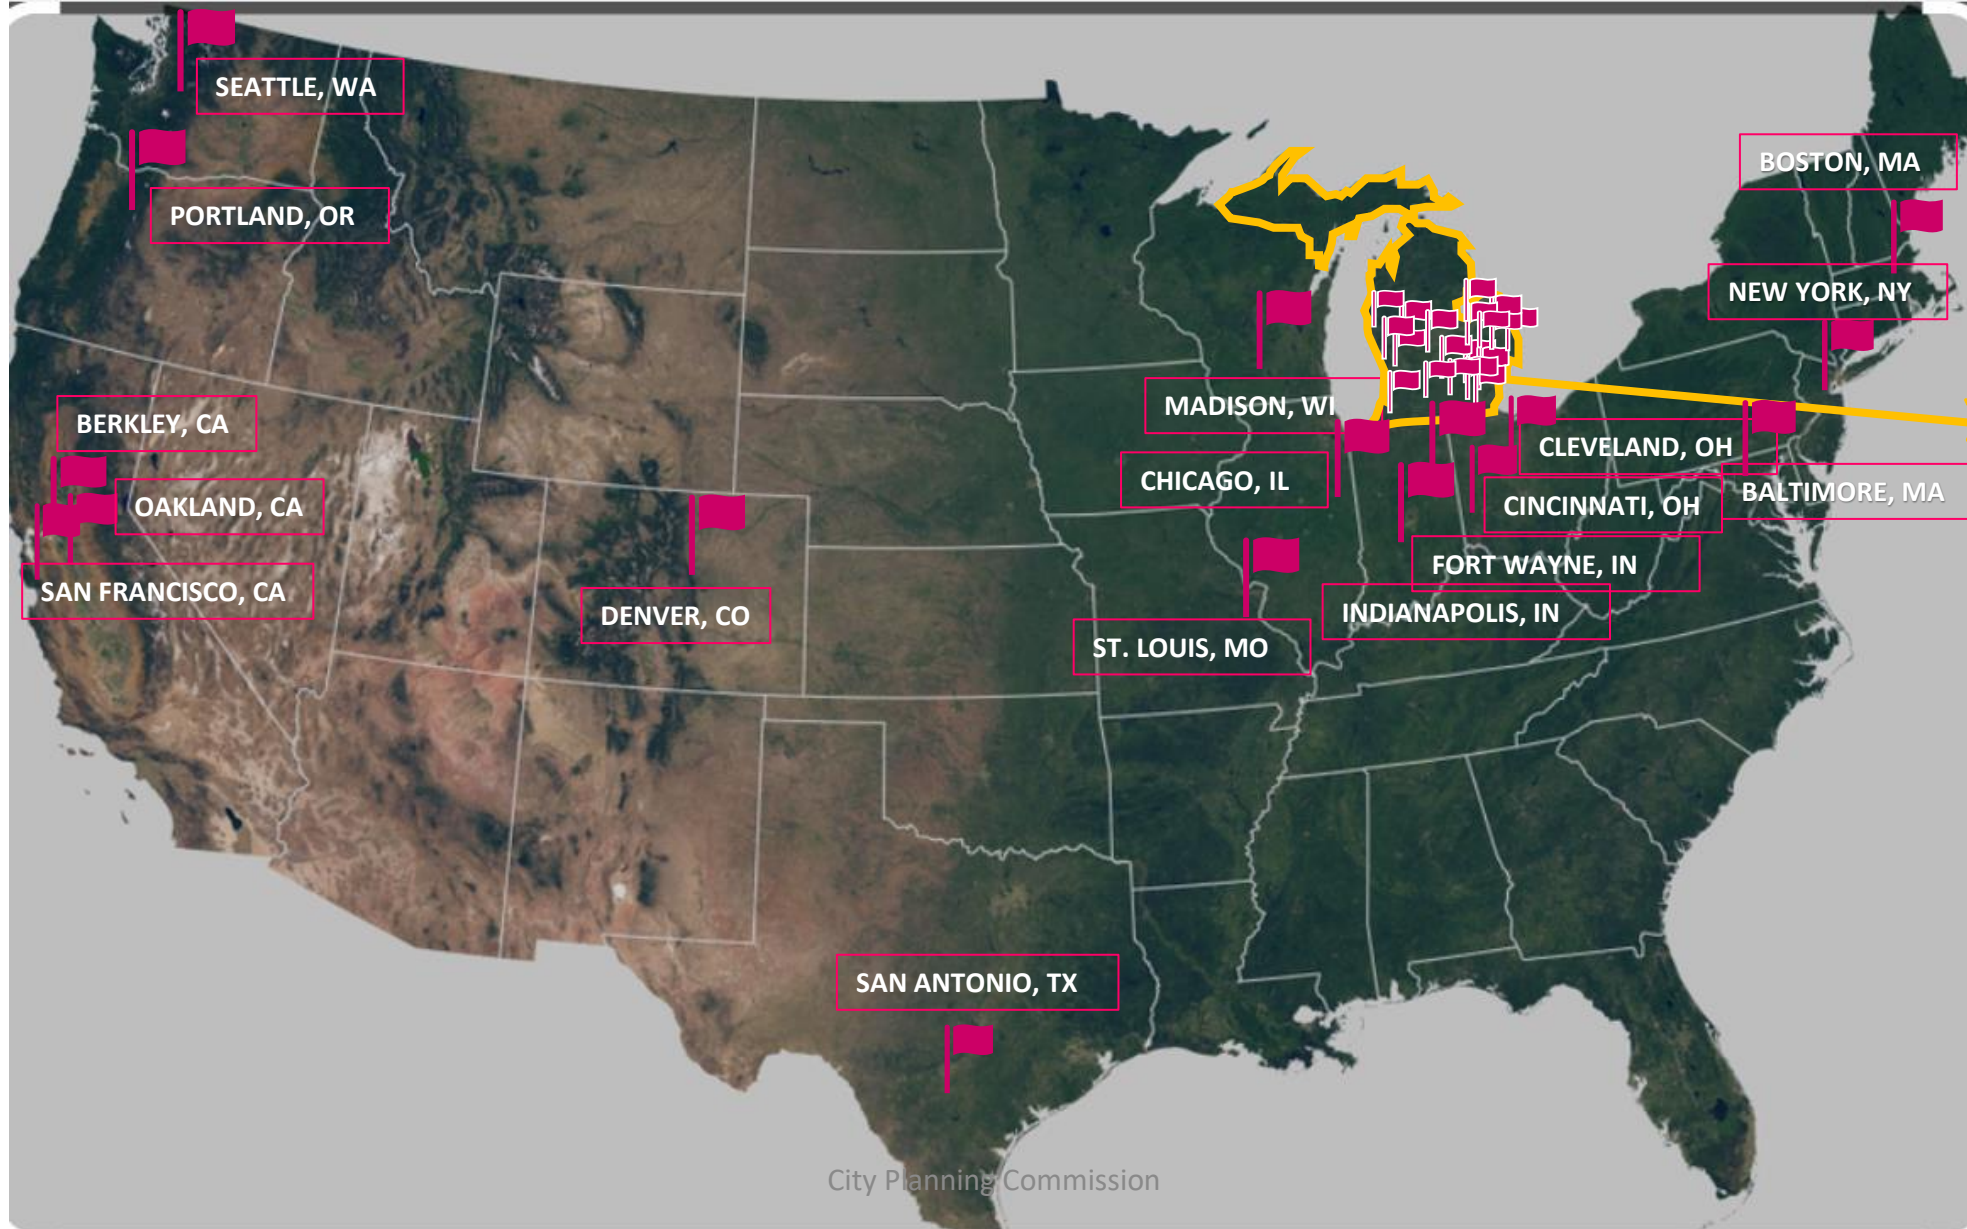 SEATTLE, WA
BOSTON, MA
PORTLAND, OR
NEW YORK, NY
MADISON, WI
BERKLEY, CA
CLEVELAND, OH
CHICAGO, IL
BALTIMORE, MA
OAKLAND, CA
CINCINNATI, OH
FORT WAYNE, IN
SAN FRANCISCO, CA
INDIANAPOLIS, IN
DENVER, CO
ST. LOUIS, MO
SAN ANTONIO, TX
City Planning Commission